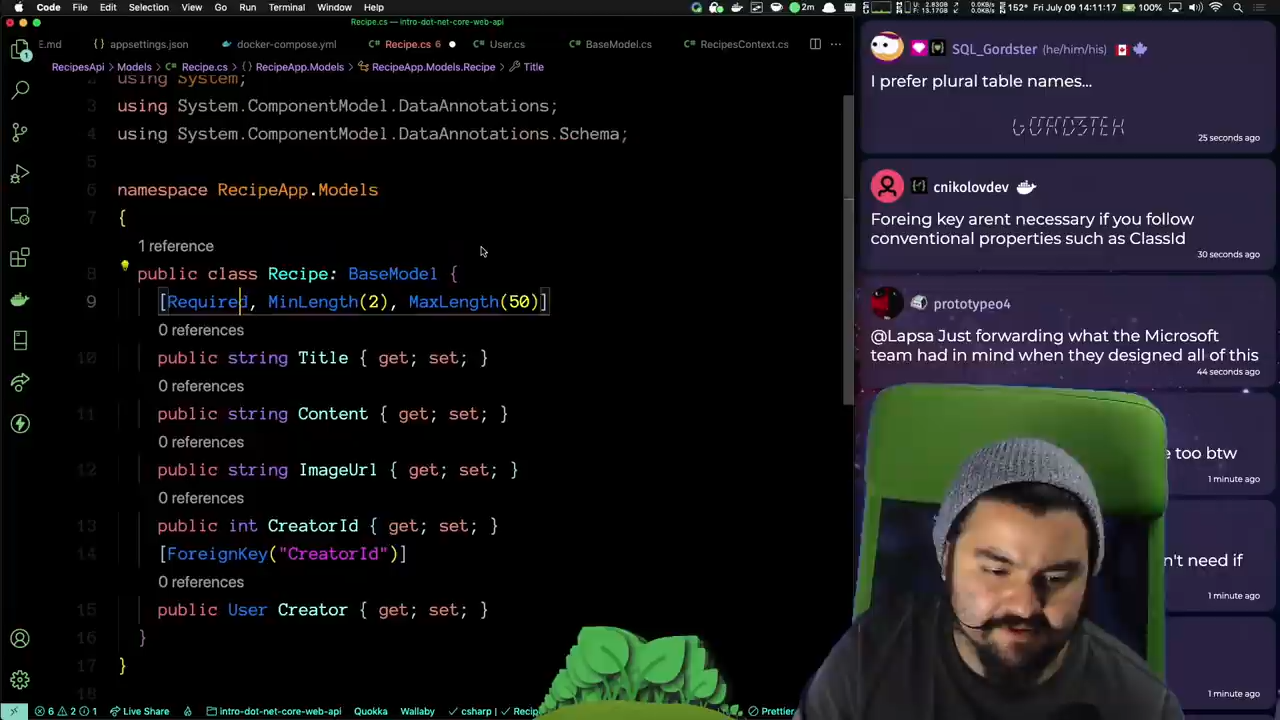 Code File Edit Selection View Go Run Terminal Window Help
2m
152° Fri July 09 14:11:17
100%
Recipe.cs — intro-dot-net-core-web-api
E.md
appsettings.json
docker-compose.yml
Recipe.cs 6
User.cs
BaseModel.cs
RecipesContext.cs
RecipesApi > Models > Recipe.cs > {} RecipeApp.Models > RecipeApp.Models.Recipe > Title
2 using System;
3 using System.ComponentModel.DataAnnotations;
4 using System.ComponentModel.DataAnnotations.Schema;
5
6 namespace RecipeApp.Models
7 {
1 reference
8 public class Recipe: BaseModel {
9 [Required, MinLength(2), MaxLength(50)]
0 references
10 public string Title { get; set; }
0 references
11 public string Content { get; set; }
0 references
12 public string ImageUrl { get; set; }
0 references
13 public int CreatorId { get; set; }
14 [ForeignKey("CreatorId")]
0 references
15 public User Creator { get; set; }
16 }
17 }
18
6 2 1 Live Share intro-dot-net-core-web-api Quokka Wallaby ✓ csharp | ✓ Recip
Prettier
SQL_Gordster (he/him/his)
I prefer plural table names...
25 seconds ago
cnikolovdev
Foreing key arent necessary if you follow
conventional properties such as ClassId
30 seconds ago
prototypeo4
@Lapsa Just forwarding what the Microsoft
team had in mind when they designed all of this
44 seconds ago
too btw
1 minute ago
n't need if
1 minute ago
1 minute ago